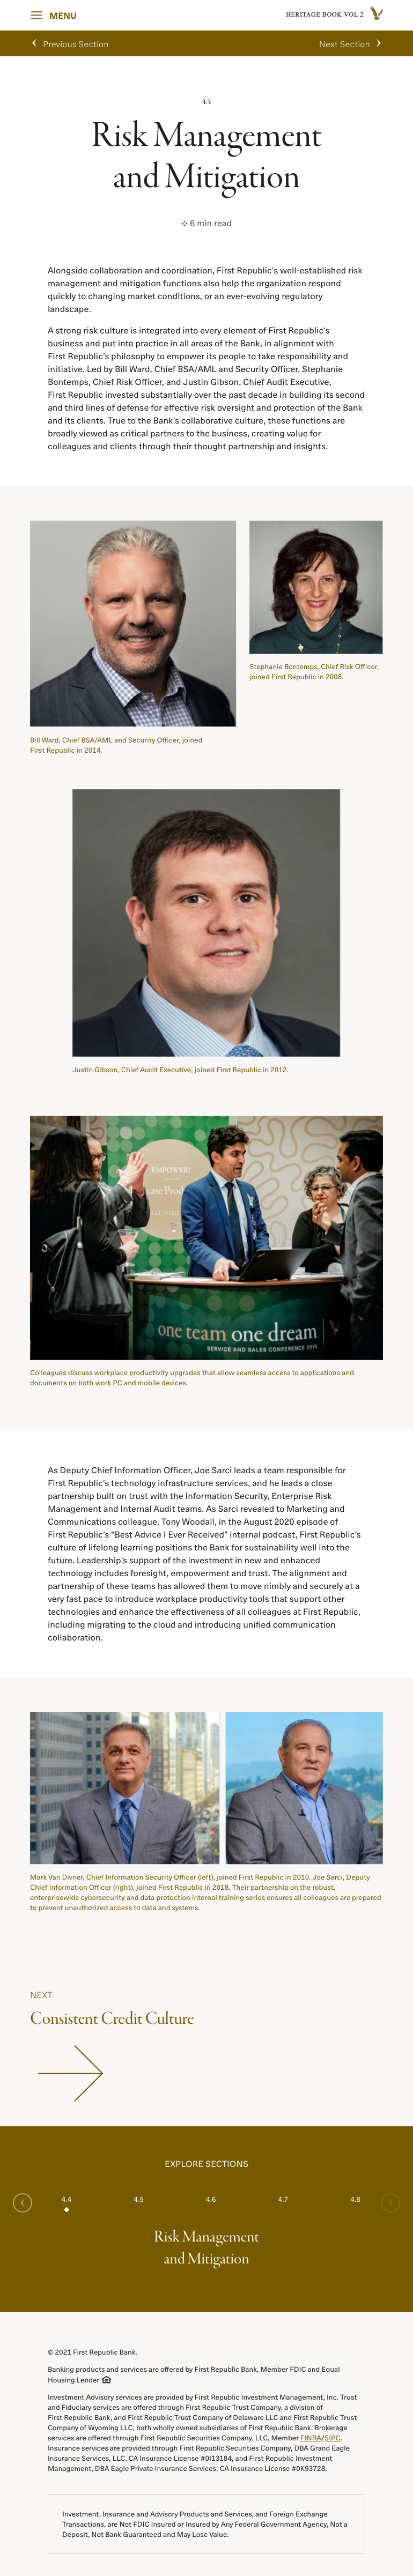 MENU
HERITAGE BOOK VOL 2
Previous Section
Next Section
4.4
Risk Management
and Mitigation
6 min read
Alongside collaboration and coordination, First Republic's well-established risk
management and mitigation functions also help the organization respond
quickly to changing market conditions, or an ever-evolving regulatory
landscape.
A strong risk culture is integrated into every element of First Republic's
business and put into practice in all areas of the Bank, in alignment with
First Republic's philosophy to empower its people to take responsibility and
initiative. Led by Bill Ward, Chief BSA/AML and Security Officer, Stephanie
Bontemps, Chief Risk Officer, and Justin Gibson, Chief Audit Executive,
First Republic invested substantially over the past decade in building its second
and third lines of defense for effective risk oversight and protection of the Bank
and its clients. True to the Bank's collaborative culture, these functions are
broadly viewed as critical partners to the business, creating value for
colleagues and clients through their thought partnership and insights.
Stephanie Bontemps, Chief Risk Officer,
joined First Republic in 2008.
Bill Ward, Chief BSA/AML and Security Officer, joined
First Republic in 2014.
Justin Gibson, Chief Audit Executive, joined First Republic in 2012.
EMPOWER!
one team one dream
SERVICE AND SALES CONFERENCE 2019
Colleagues discuss workplace productivity upgrades that allow seamless access to applications and
documents on both work PC and mobile devices.
As Deputy Chief Information Officer, Joe Sarci leads a team responsible for
First Republic's technology infrastructure services, and he leads a close
partnership built on trust with the Information Security, Enterprise Risk
Management and Internal Audit teams. As Sarci revealed to Marketing and
Communications colleague, Tony Woodall, in the August 2020 episode of
First Republic's "Best Advice I Ever Received" internal podcast, First Republic's
culture of lifelong learning positions the Bank for sustainability well into the
future. Leadership's support of the investment in new and enhanced
technology includes foresight, empowerment and trust. The alignment and
partnership of these teams has allowed them to move nimbly and securely at a
very fast pace to introduce workplace productivity tools that support other
technologies and enhance the effectiveness of all colleagues at First Republic,
including migrating to the cloud and introducing unified communication
collaboration.
Mark Van Divner, Chief Information Security Officer (left), joined First Republic in 2010. Joe Sarci, Deputy
Chief Information Officer (right), joined First Republic in 2018. Their partnership on the robust,
enterprisewide cybersecurity and data protection internal training series ensures all colleagues are prepared
to prevent unauthorized access to data and systems.
NEXT
Consistent Credit Culture
EXPLORE SECTIONS
4.4 4.5 4.6 4.7 4.8
Risk Management
and Mitigation
© 2021 First Republic Bank.
Banking products and services are offered by First Republic Bank, Member FDIC and Equal
Housing Lender
Investment Advisory services are provided by First Republic Investment Management, Inc. Trust
and Fiduciary services are offered through First Republic Trust Company, a division of
First Republic Bank, and First Republic Trust Company of Delaware LLC and First Republic Trust
Company of Wyoming LLC, both wholly owned subsidiaries of First Republic Bank. Brokerage
services are offered through First Republic Securities Company, LLC, Member FINRA/SIPC.
Insurance services are provided through First Republic Securities Company, DBA Grand Eagle
Insurance Services, LLC, CA Insurance License #0I13184, and First Republic Investment
Management, DBA Eagle Private Insurance Services, CA Insurance License #0K93728.
Investment, Insurance and Advisory Products and Services, and Foreign Exchange
Transactions, are Not FDIC Insured or Insured by Any Federal Government Agency, Not a
Deposit, Not Bank Guaranteed and May Lose Value.